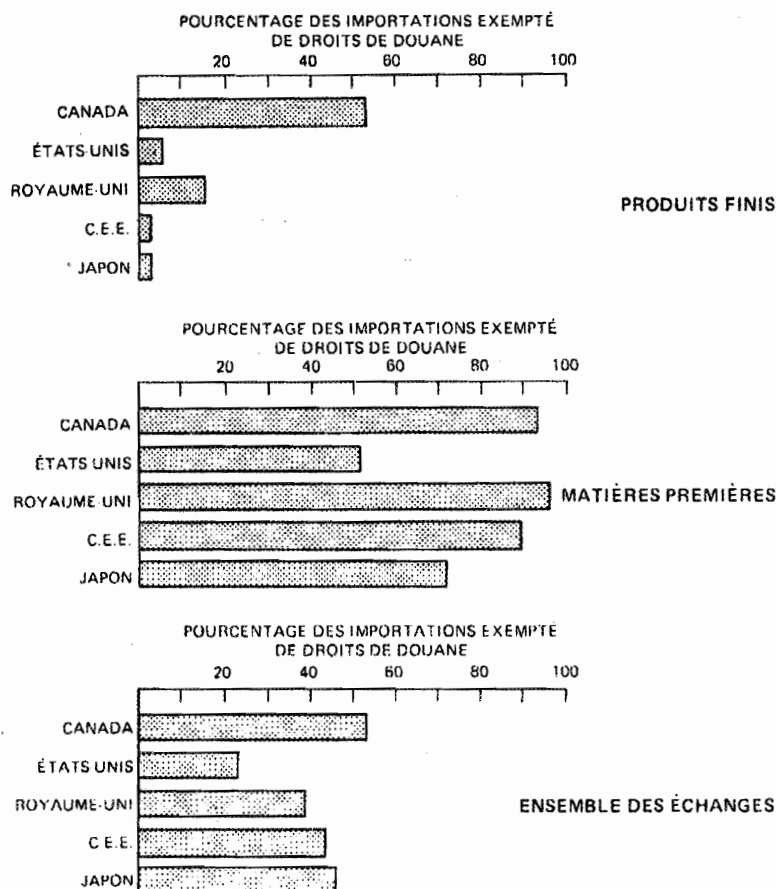 POURCENTAGE DES IMPORTATIONS EXEMPTÉ
DE DROITS DE DOUANE
20 40 60 80 100
CANADA
ÉTATS-UNIS
ROYAUME-UNI
PRODUITS FINIS
C.E.E.
JAPON
POURCENTAGE DES IMPORTATIONS EXEMPTÉ
DE DROITS DE DOUANE
20 40 60 80 100
CANADA
ÉTATS UNIS
ROYAUME-UNI
MATIÈRES PREMIÈRES
C.E.E.
JAPON
POURCENTAGE DES IMPORTATIONS EXEMPTÉ
DE DROITS DE DOUANE
20 40 60 80 100
CANADA
ÉTATS UNIS
ROYAUME-UNI
ENSEMBLE DES ÉCHANGES
C.E.E.
JAPON